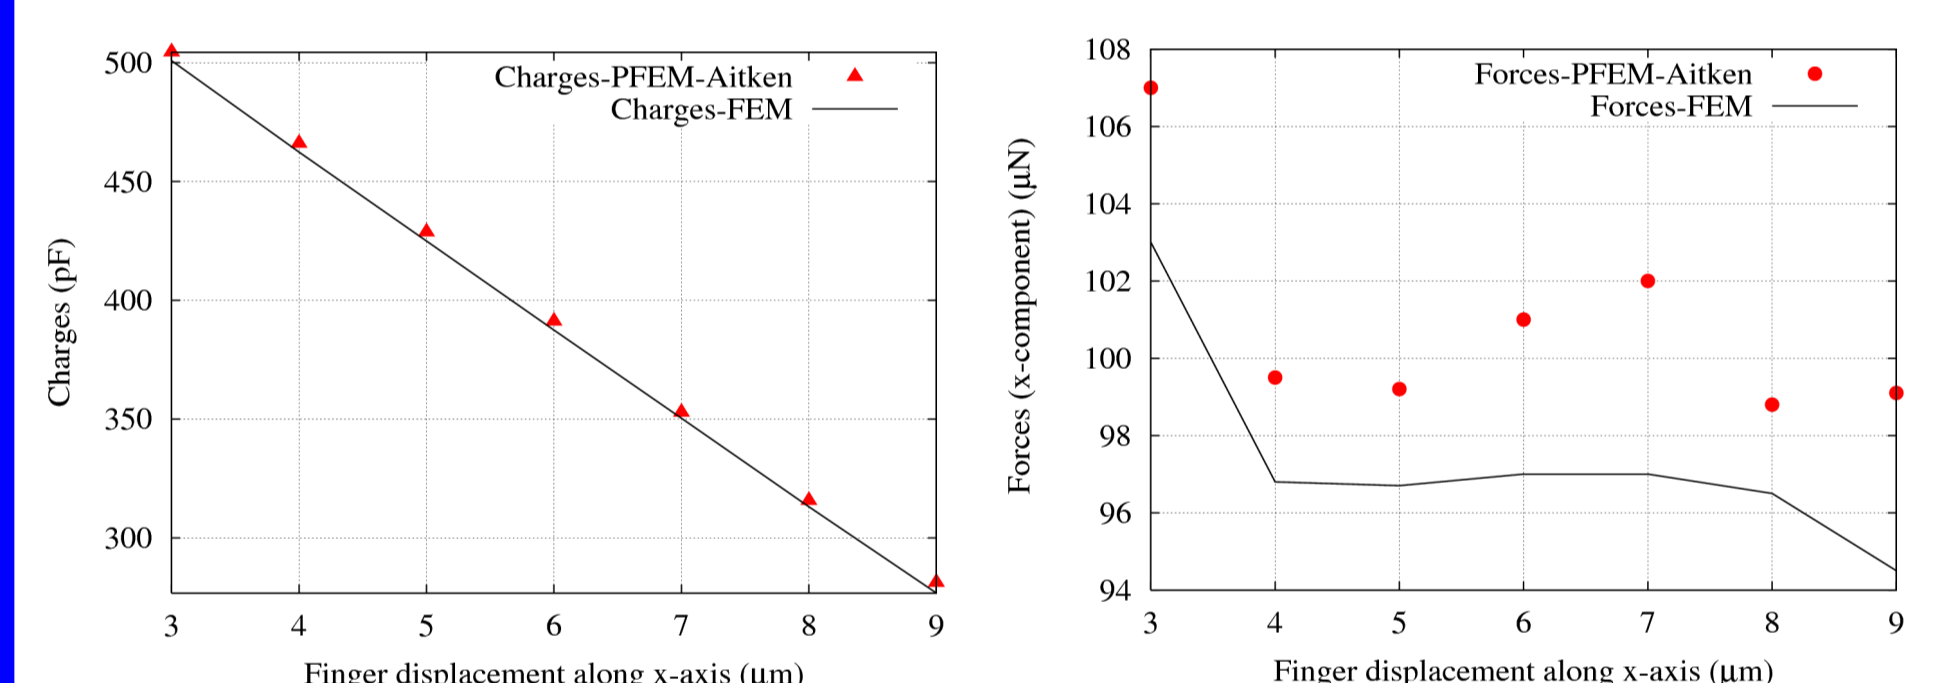 500
450
400
350
300
Charges (pF)
Charges-PFEM-Aitken
Charges-FEM
3 4 5 6 7 8 9
Finger displacement along x-axis (μm)
108
106
104
102
100
98
96
94
Forces (x-component) (μN)
Forces-PFEM-Aitken
Forces-FEM
3 4 5 6 7 8 9
Finger displacement along x-axis (μm)